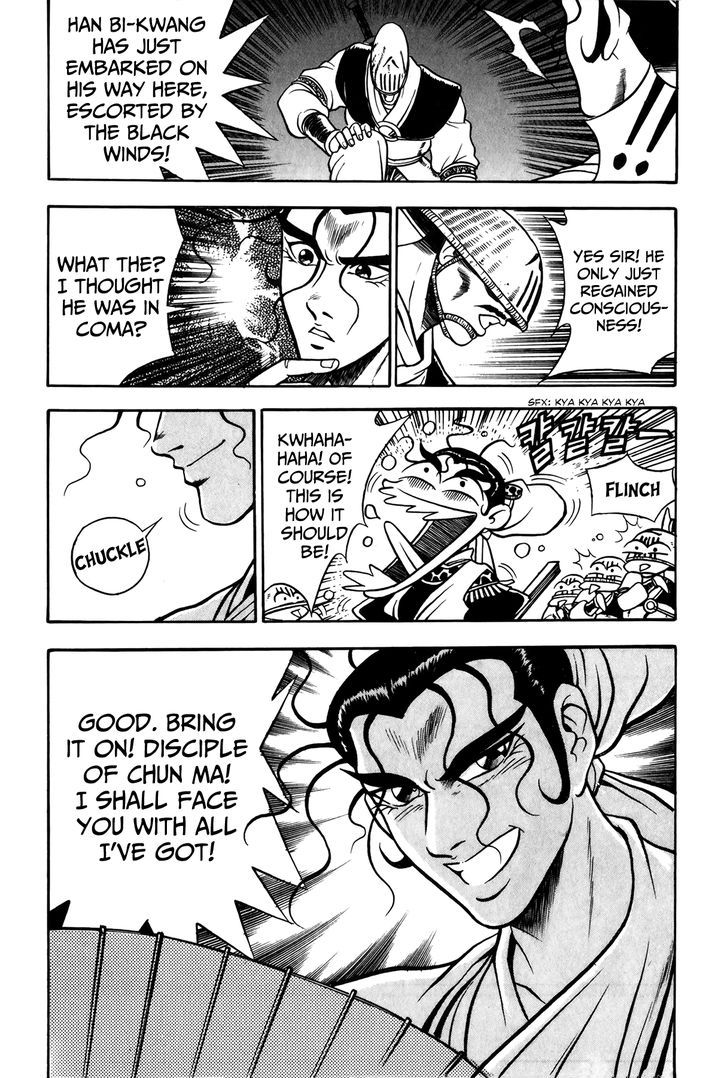 HAN BI-KWANG
HAS JUST
EMBARKED ON
HIS WAY HERE,
ESCORTED BY
THE BLACK
WINDS!
!!
YES SIR! HE
ONLY JUST
REGAINED
CONSCIOUS-
NESS!
WHAT THE?
I THOUGHT
HE WAS IN
COMA?
SFX: KYA KYA KYA KYA
캴캴캴
FLINCH
KWHAHA-
HAHA! OF
COURSE!
THIS IS
HOW IT
SHOULD
BE!
CHUCKLE
GOOD. BRING
IT ON! DISCIPLE
OF CHUN MA!
I SHALL FACE
YOU WITH ALL
I'VE GOT!